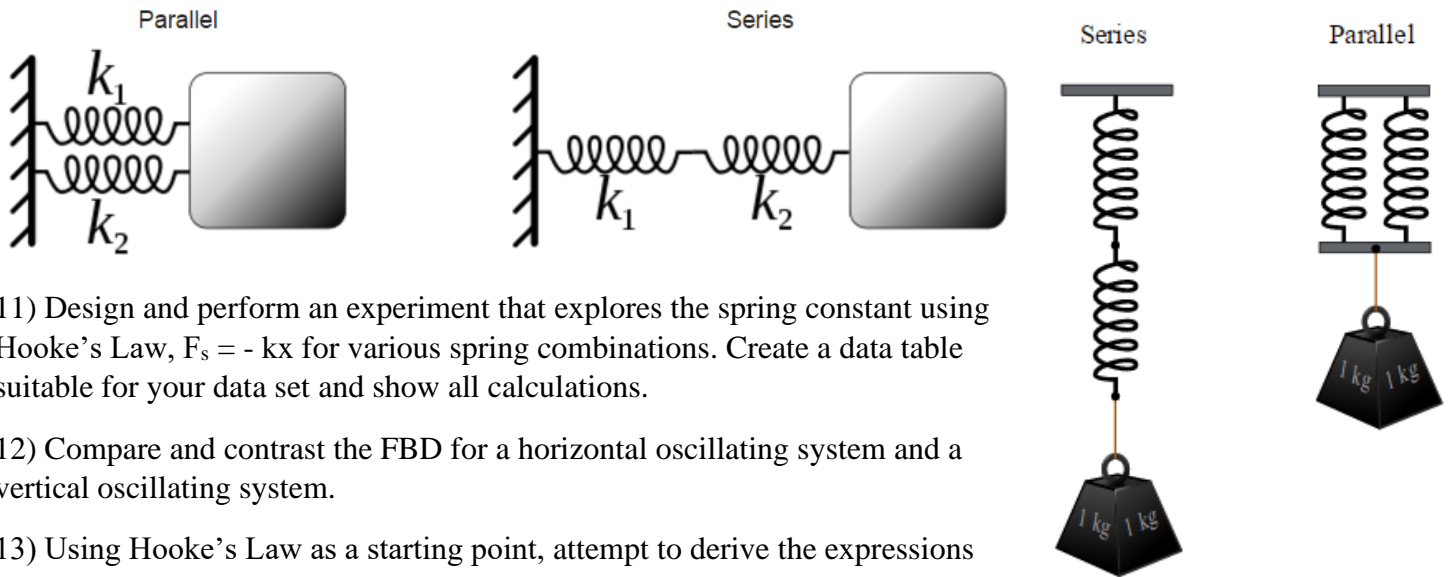 Parallel
Series
Series
Parallel
k₁
k₂
k₁
k₂
1 kg 1 kg
1 kg 1 kg
11) Design and perform an experiment that explores the spring constant using
Hooke's Law, Fₛ = - kx for various spring combinations. Create a data table
suitable for your data set and show all calculations.
12) Compare and contrast the FBD for a horizontal oscillating system and a
vertical oscillating system.
13) Using Hooke's Law as a starting point, attempt to derive the expressions